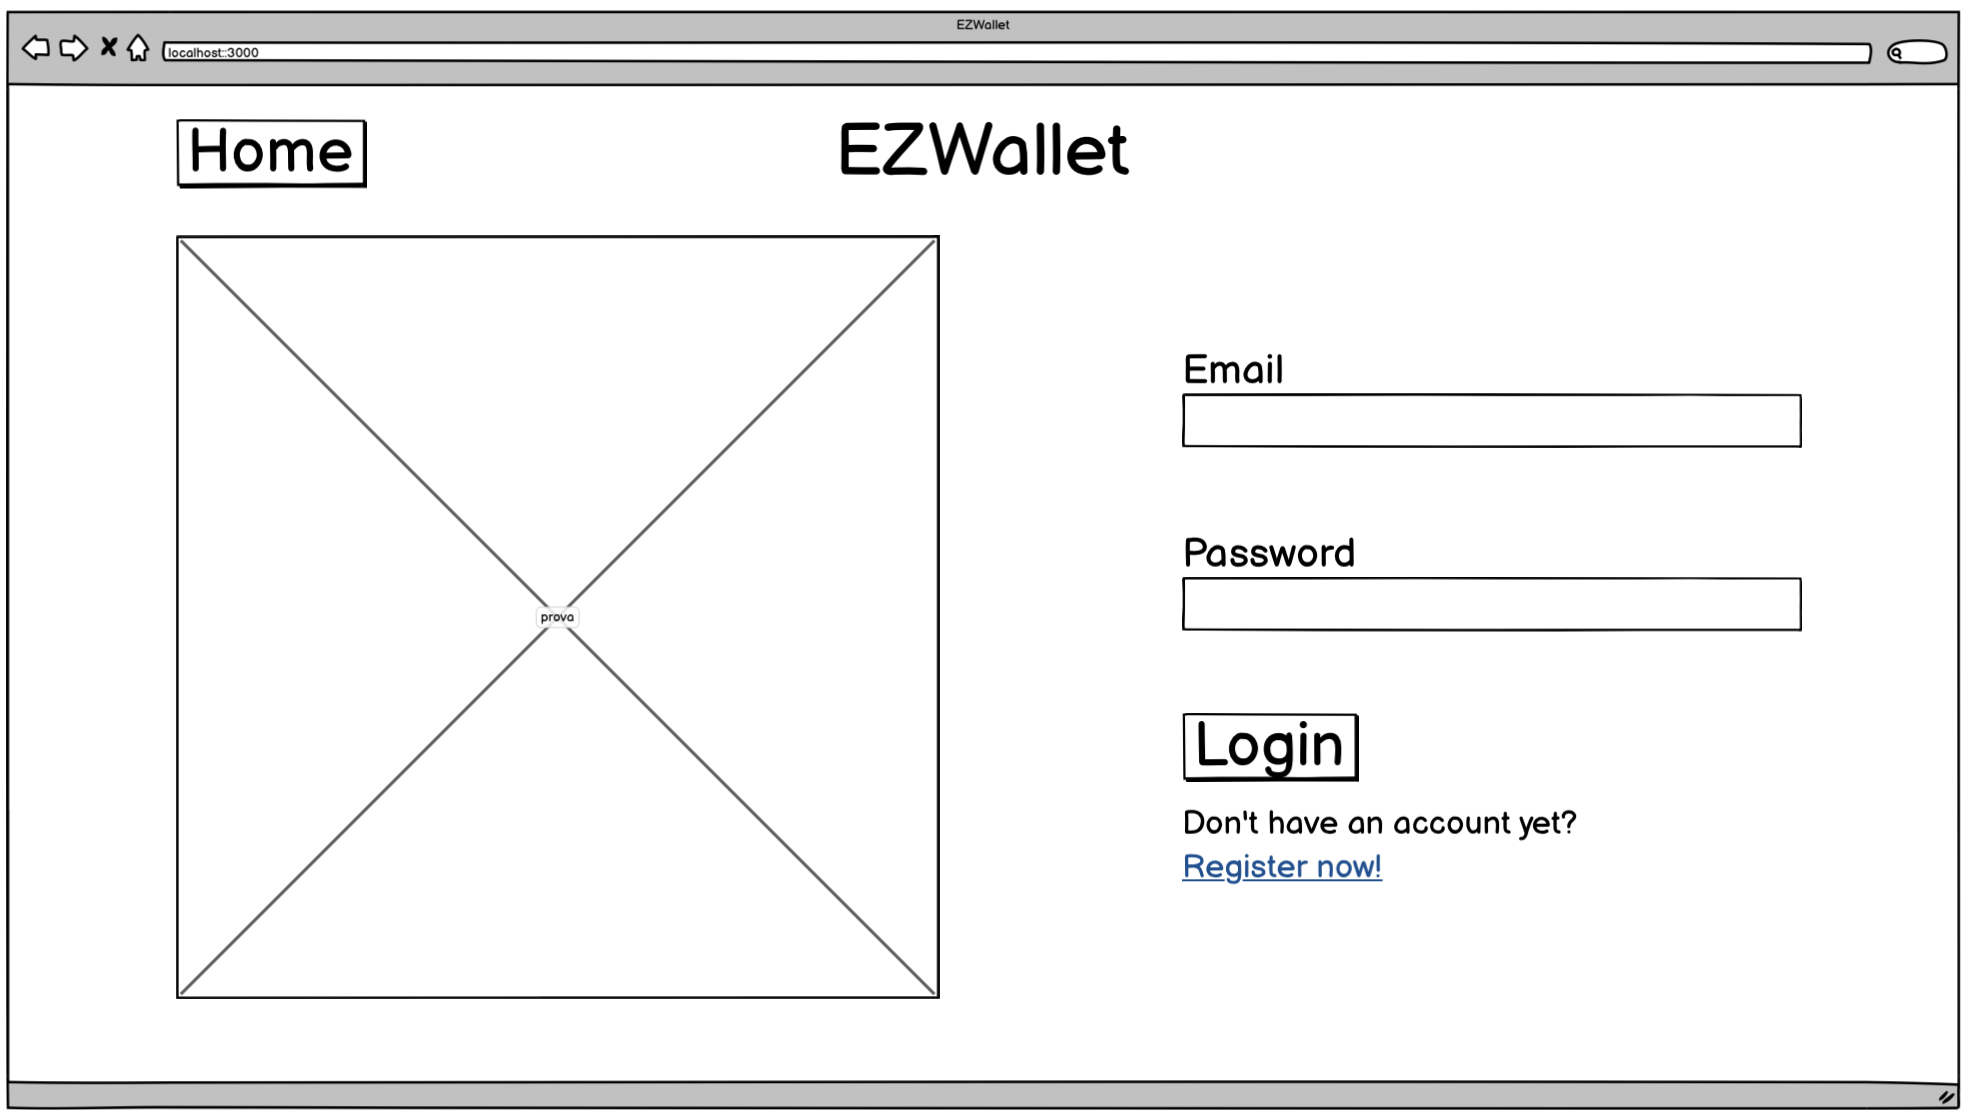 EZWallet
localhost::3000
Home
EZWallet
Email
prova
Password
Login
Don't have an account yet?
Register now!